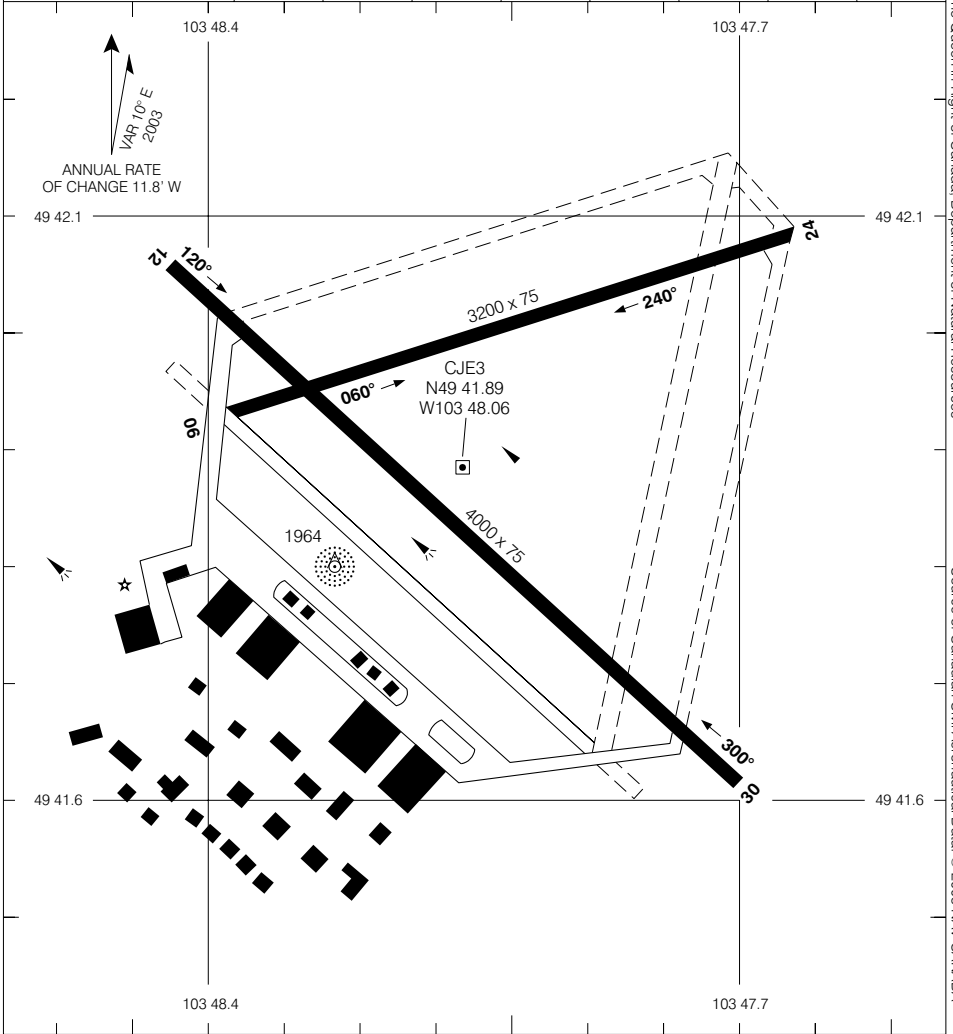 103 48.4
103 47.7
VAR 10° E
2003
ANNUAL RATE
OF CHANGE 11.8' W
49 42.1
49 42.1
24
12
120°
3200 x 75
240°
CJE3
N49 41.89
W103 48.06
060°
06
4000 x 75
1964
300°
30
49 41.6
49 41.6
103 48.4
103 47.7